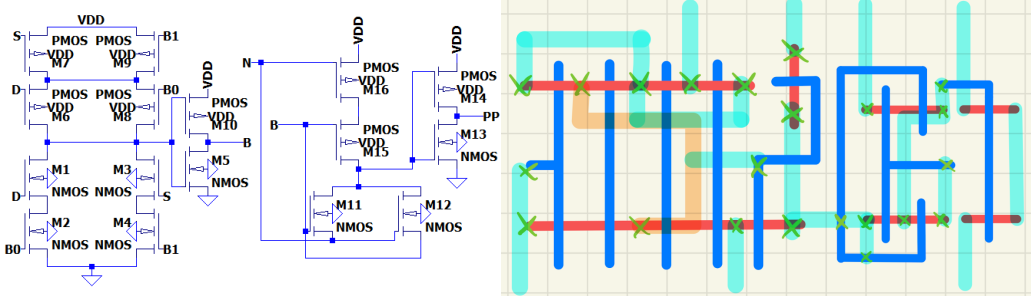 VDD
S PMOS PMOS B1
VDD VDD
M7 M9
D PMOS PMOS B0
VDD VDD
M6 M8
VDD
PMOS
VDD
M10
B
M1 M3 M5
NMOS NMOS NMOS
D S
M2 M4
NMOS NMOS
B0 B1
VDD VDD
N PMOS PMOS
VDD VDD
M16 M14
PP
B PMOS M13
VDD NMOS
M15
M11 M12
NMOS NMOS